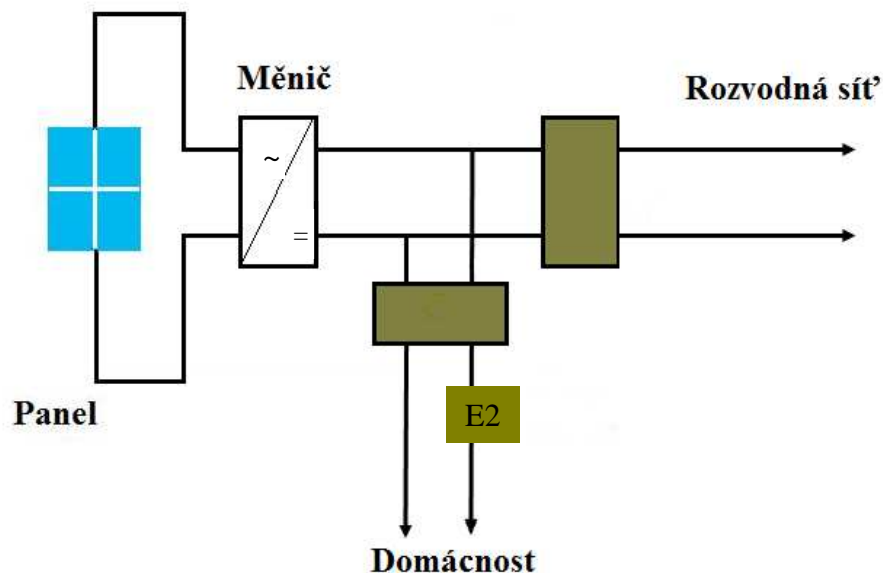 Měnič
Rozvodná síť
~
=
Panel
E2
Domácnost